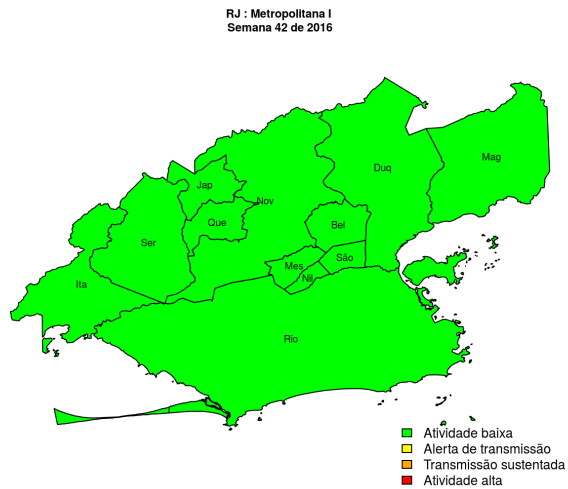 RJ : Metropolitana I
Semana 42 de 2016
Mag
Duq
Jap
Nov
Que
Bel
Ser
São
Mes
Nil
Ita
Rio
Atividade baixa
Alerta de transmissão
Transmissão sustentada
Atividade alta